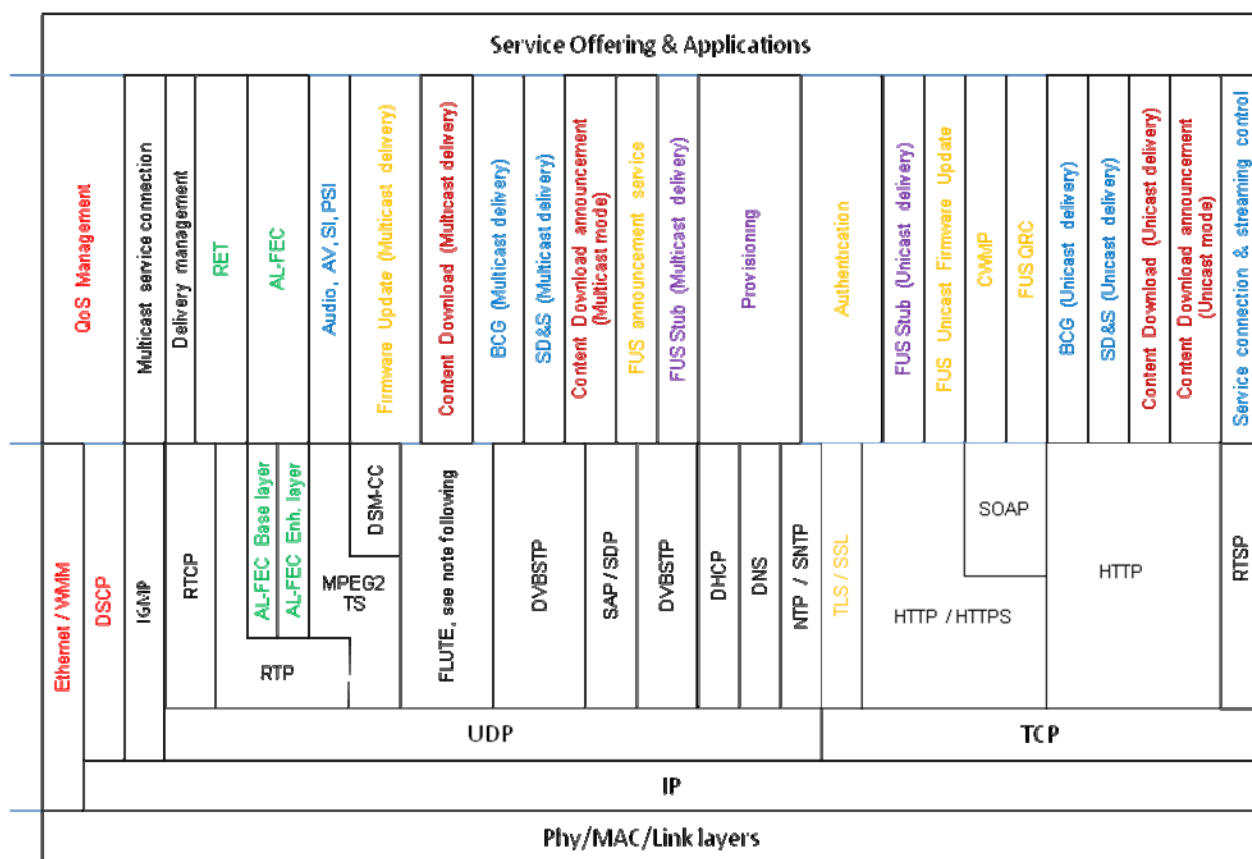 Service Offering & Applications
QoS Management
Multicast service connection
Delivery management
RET
AL-FEC
Audio, AV, SI, PSI
Firmware Update (Multicast delivery)
Content Download (Multicast delivery)
BCG (Multicast delivery)
SD&S (Multicast delivery)
Content Download announcement
(Multicast mode)
FUS announcement service
FUS Stub (Multicast delivery)
Provisioning
Authentication
FUS Stub (Unicast delivery)
FUS Unicast Firmware Update
CWMP
FUS QRC
BCG (Unicast delivery)
SD&S (Unicast delivery)
Content Download (Unicast delivery)
Content Download announcement
(Unicast mode)
Service connection & streaming control
Ethernet / WMM
DSCP
IGMP
RTCP
AL-FEC Base layer
AL-FEC Enh. layer
RTP
MPEG2
TS
DSM-CC
FLUTE, see note following
DVBSTP
SAP / SDP
DVBSTP
DHCP
DNS
NTP / SNTP
TLS / SSL
HTTP / HTTPS
SOAP
HTTP
RTSP
UDP
TCP
IP
Phy/MAC/Link layers